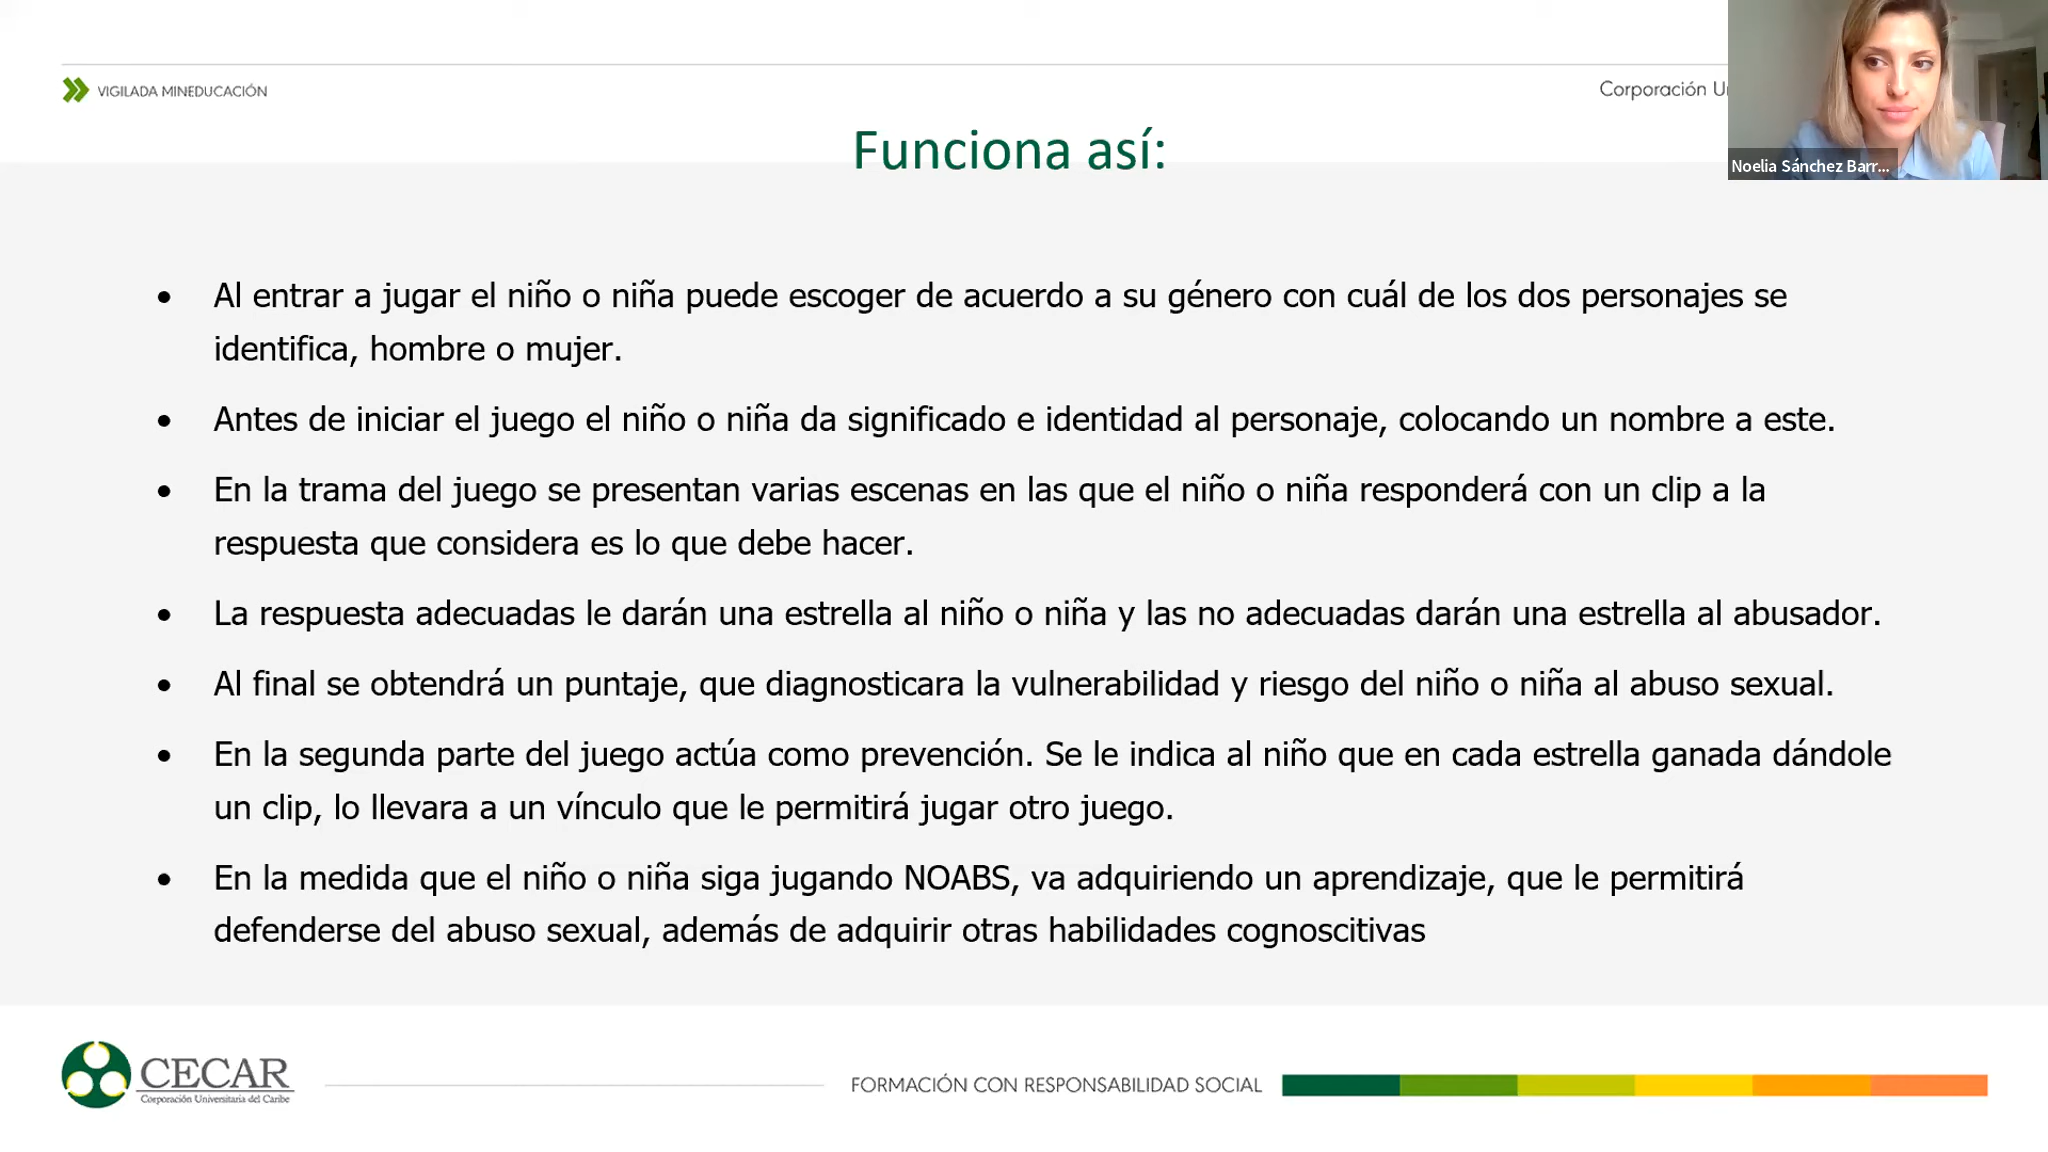 VIGILADA MINEDUCACIÓN
Corporación
Noelia Sánchez Barr...
Funciona así:
• Al entrar a jugar el niño o niña puede escoger de acuerdo a su género con cuál de los dos personajes se
identifica, hombre o mujer.
• Antes de iniciar el juego el niño o niña da significado e identidad al personaje, colocando un nombre a este.
• En la trama del juego se presentan varias escenas en las que el niño o niña responderá con un clip a la
respuesta que considera es lo que debe hacer.
• La respuesta adecuadas le darán una estrella al niño o niña y las no adecuadas darán una estrella al abusador.
• Al final se obtendrá un puntaje, que diagnosticara la vulnerabilidad y riesgo del niño o niña al abuso sexual.
• En la segunda parte del juego actúa como prevención. Se le indica al niño que en cada estrella ganada dándole
un clip, lo llevara a un vínculo que le permitirá jugar otro juego.
• En la medida que el niño o niña siga jugando NOABS, va adquiriendo un aprendizaje, que le permitirá
defenderse del abuso sexual, además de adquirir otras habilidades cognoscitivas
CECAR
Corporación Universitaria del Caribe
FORMACIÓN CON RESPONSABILIDAD SOCIAL